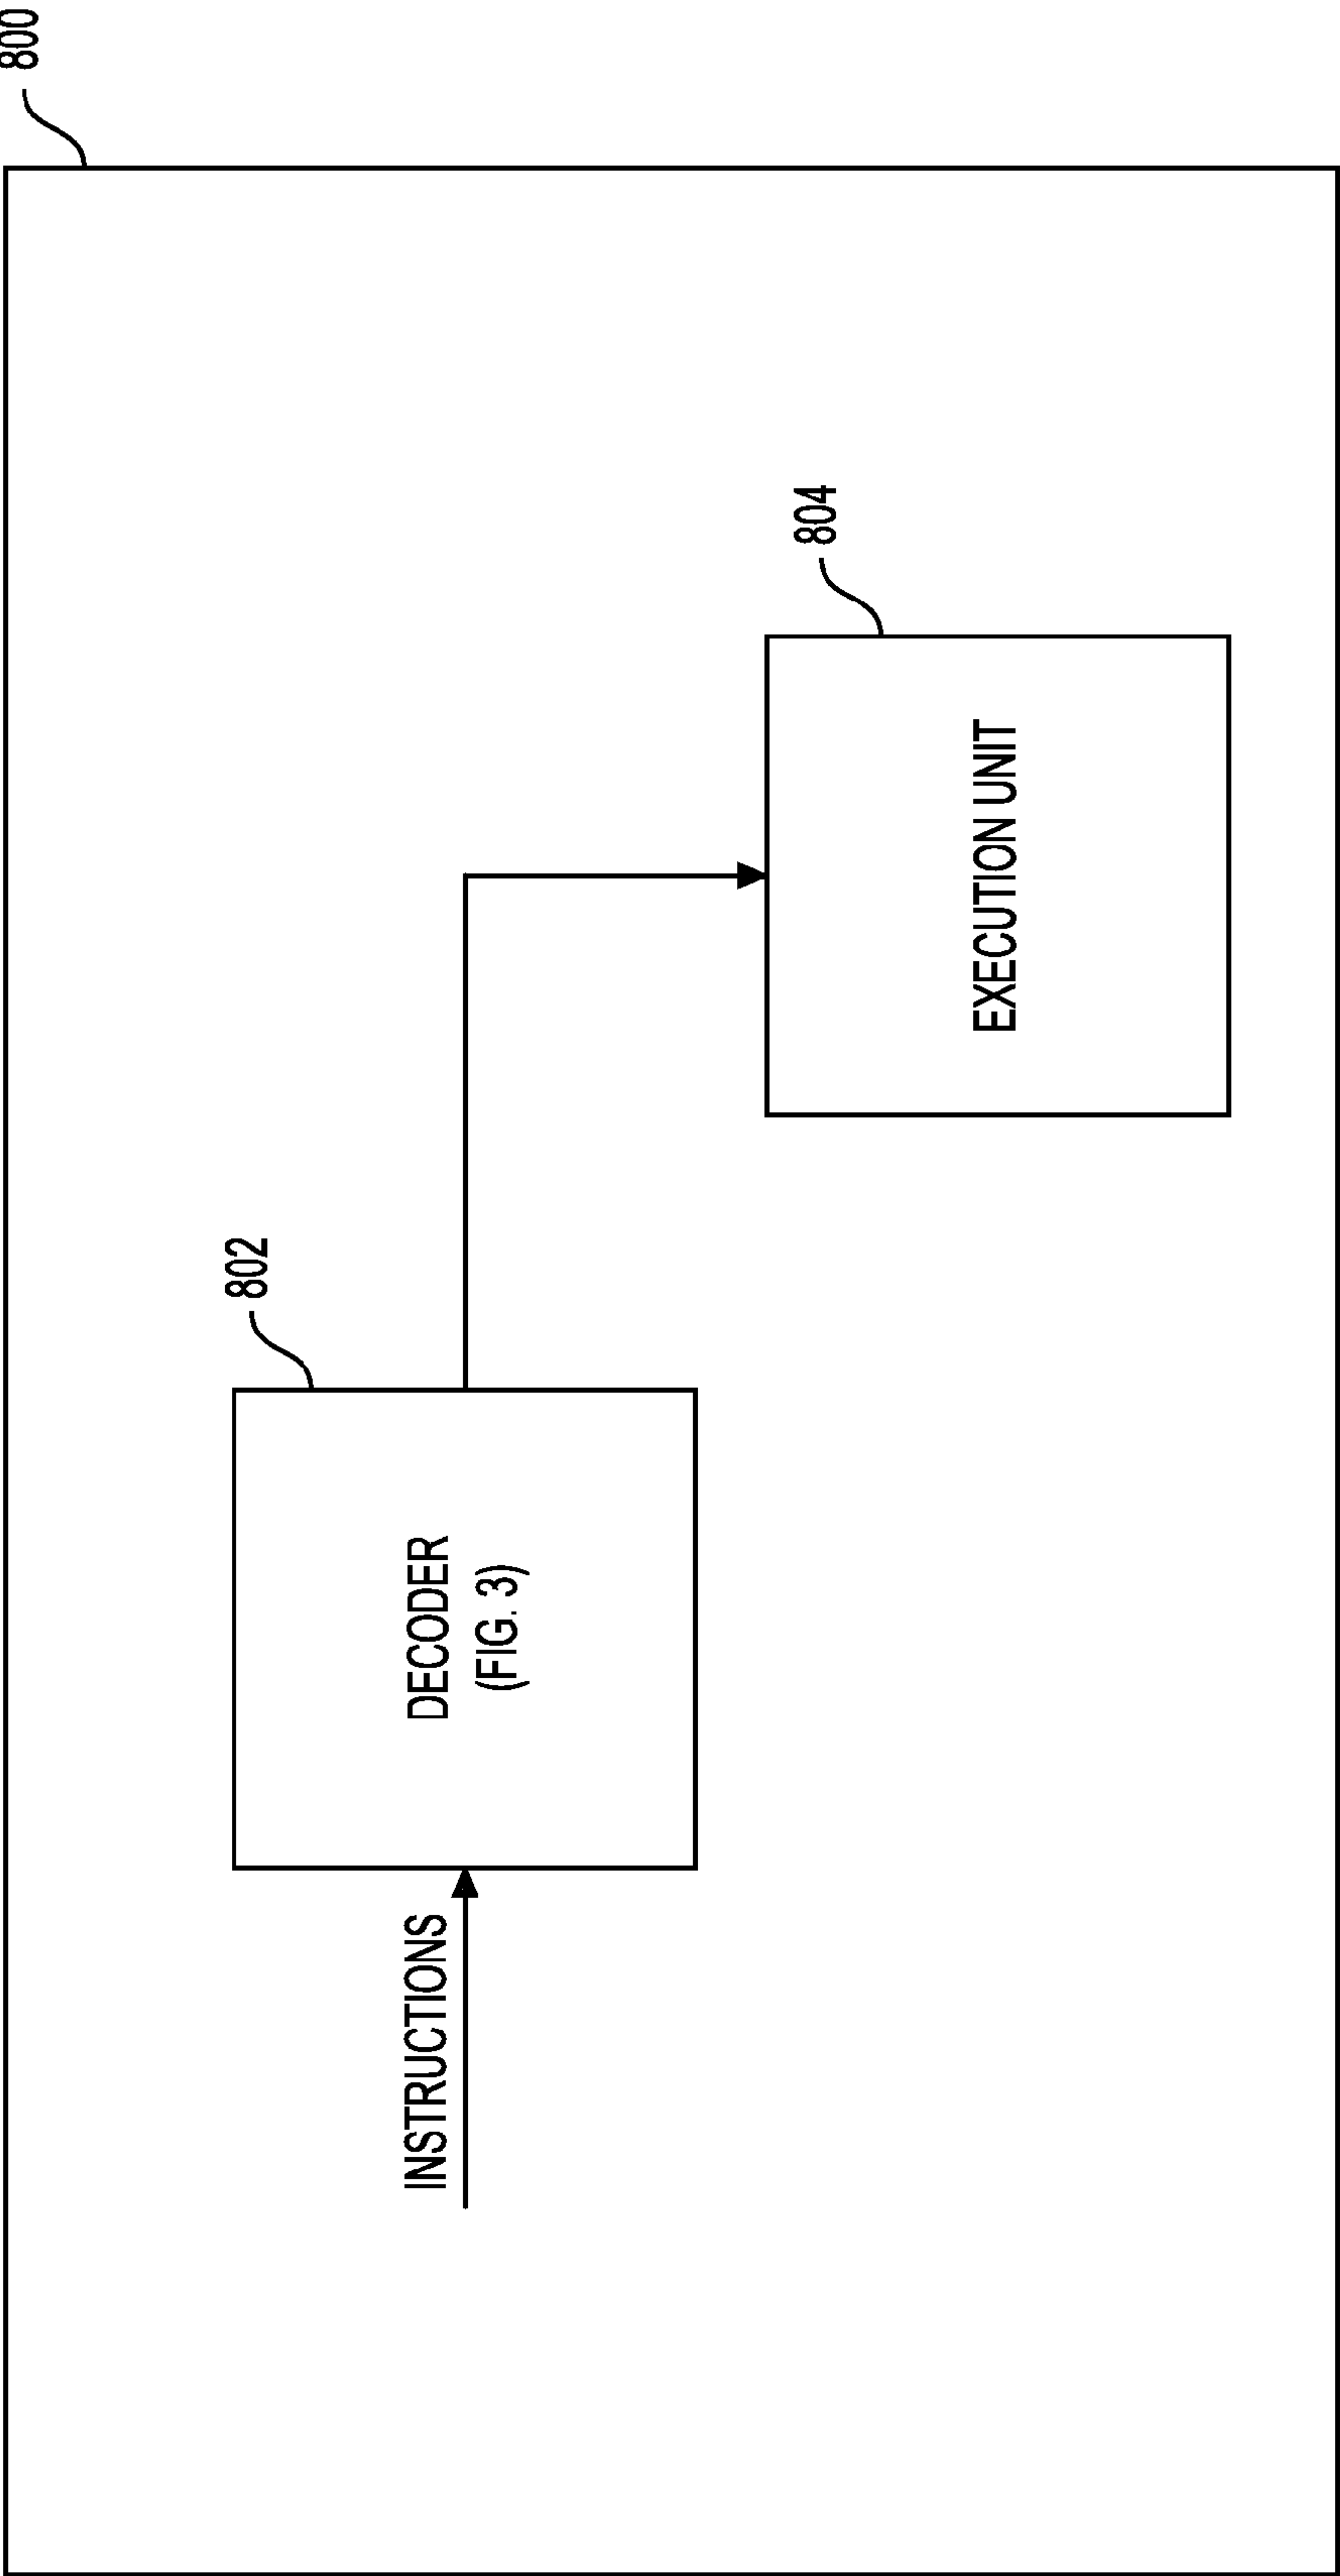 800
802
804
INSTRUCTIONS
DECODER
(FIG. 3)
EXECUTION UNIT